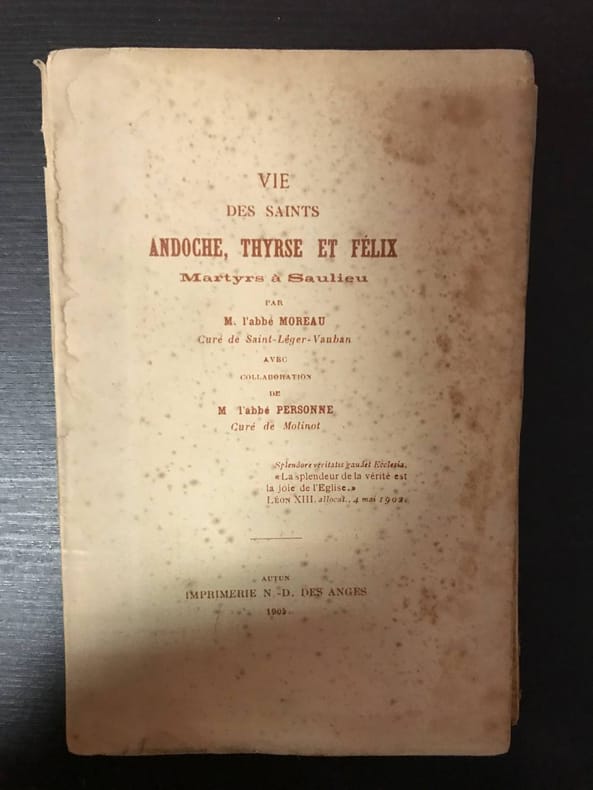 VIE
DES SAINTS
ANDOCHE, THYRSE ET FÉLIX
Martyrs à Saulieu
PAR
M. l'abbé MOREAU
Curé de Saint-Léger-Vauban
AVEC
COLLABORATION
DE
M l'abbé PERSONNE
Curé de Molinot
Splendore veritatis gaudet Ecclesia.
«La splendeur de la vérité est
la joie de l'Eglise.»
LÉON XIII. allocut., 4 mai 1902.
AUTUN
IMPRIMERIE N.-D. DES ANGES